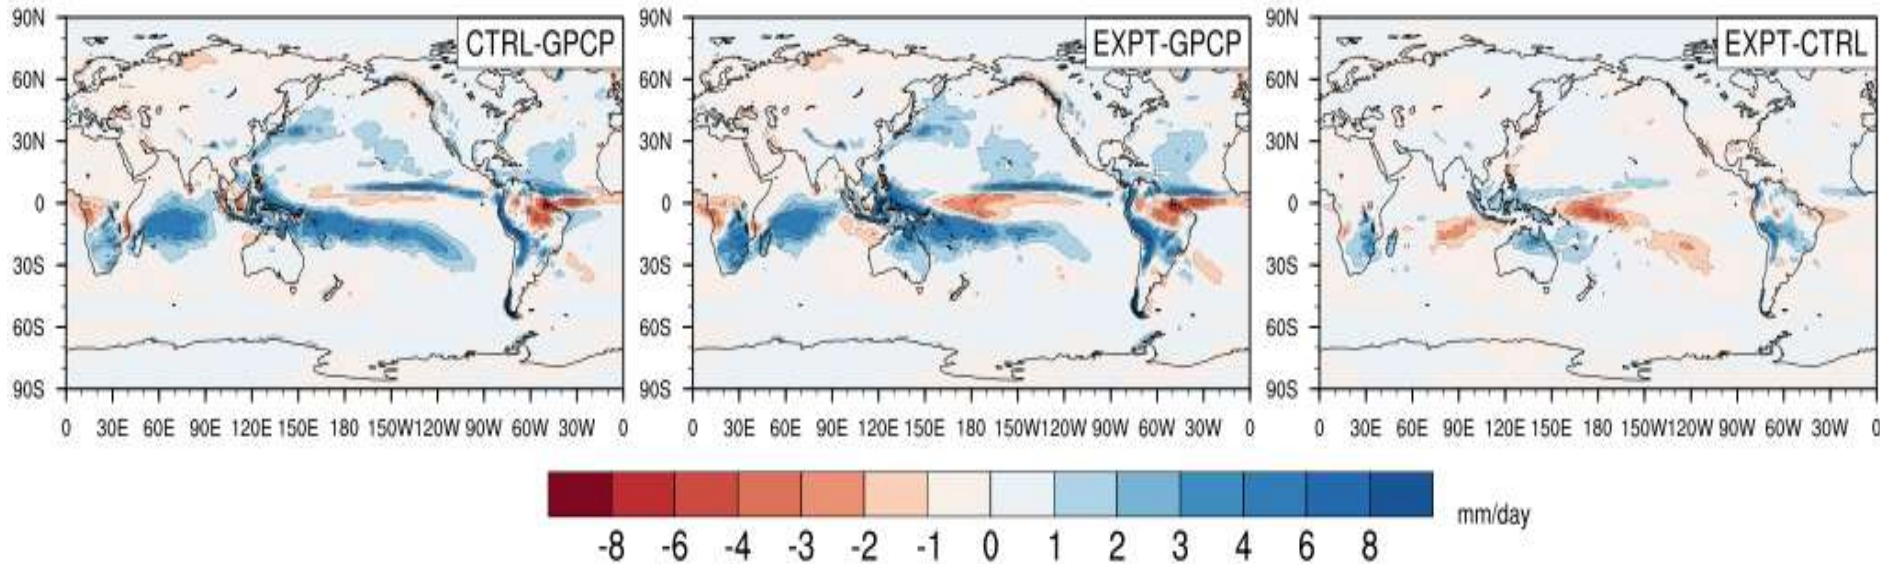 CTRL-GPCP
90N
60N
30N
0
30S
60S
90S
0 30E 60E 90E 120E 150E 180 150W 120W 90W 60W 30W 0
EXPT-GPCP
90N
60N
30N
0
30S
60S
90S
0 30E 60E 90E 120E 150E 180 150W 120W 90W 60W 30W 0
EXPT-CTRL
90N
60N
30N
0
30S
60S
90S
0 30E 60E 90E 120E 150E 180 150W 120W 90W 60W 30W 0
-8 -6 -4 -3 -2 -1 0 1 2 3 4 6 8
mm/day